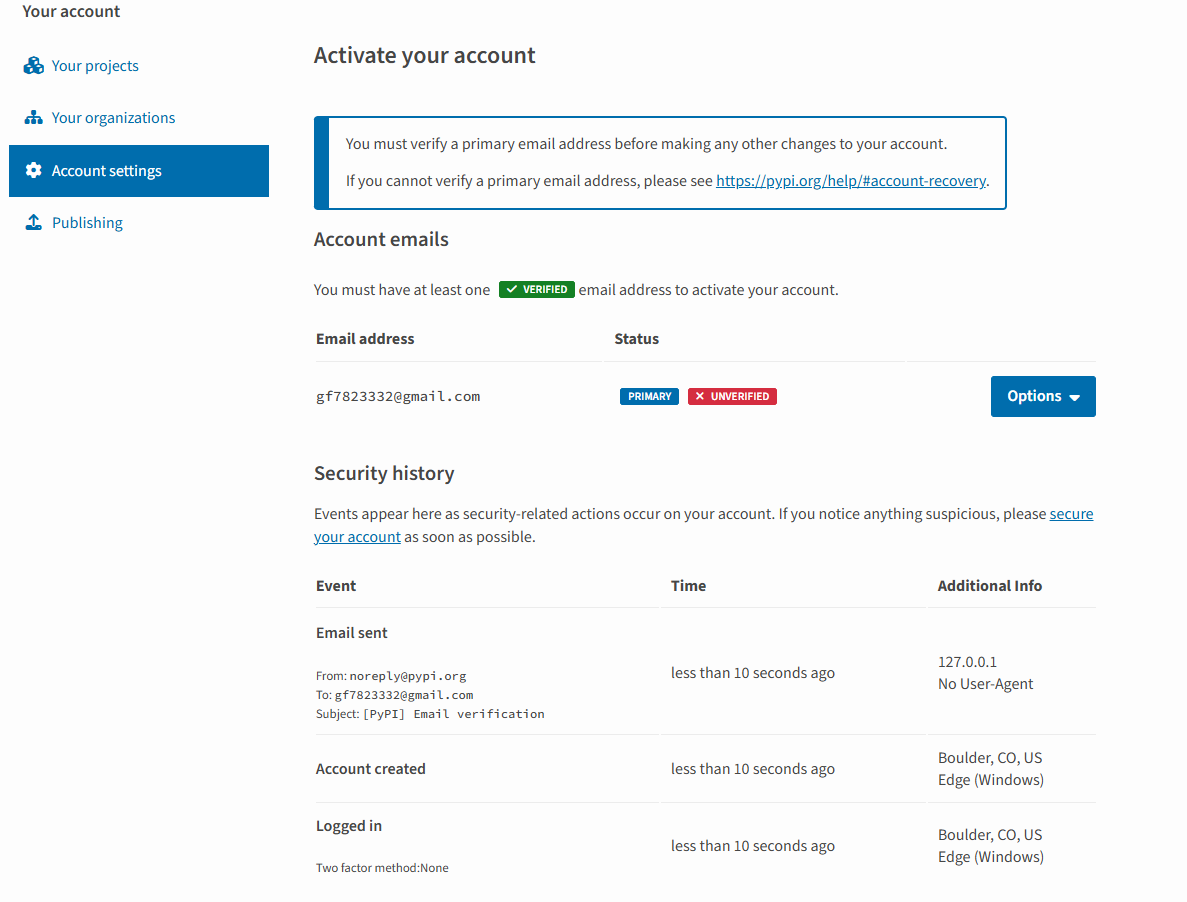 Your account
Your projects
Your organizations
Account settings
Publishing
Activate your account
You must verify a primary email address before making any other changes to your account.
If you cannot verify a primary email address, please see https://pypi.org/help/#account-recovery.
Account emails
You must have at least one VERIFIED email address to activate your account.
Email address Status
gf7823332@gmail.com PRIMARY UNVERIFIED Options
Security history
Events appear here as security-related actions occur on your account. If you notice anything suspicious, please secure
your account as soon as possible.
Event Time Additional Info
Email sent
From: noreply@pypi.org
To: gf7823332@gmail.com
Subject: [PyPI] Email verification
less than 10 seconds ago
127.0.0.1
No User-Agent
Account created
less than 10 seconds ago
Boulder, CO, US
Edge (Windows)
Logged in
Two factor method:None
less than 10 seconds ago
Boulder, CO, US
Edge (Windows)